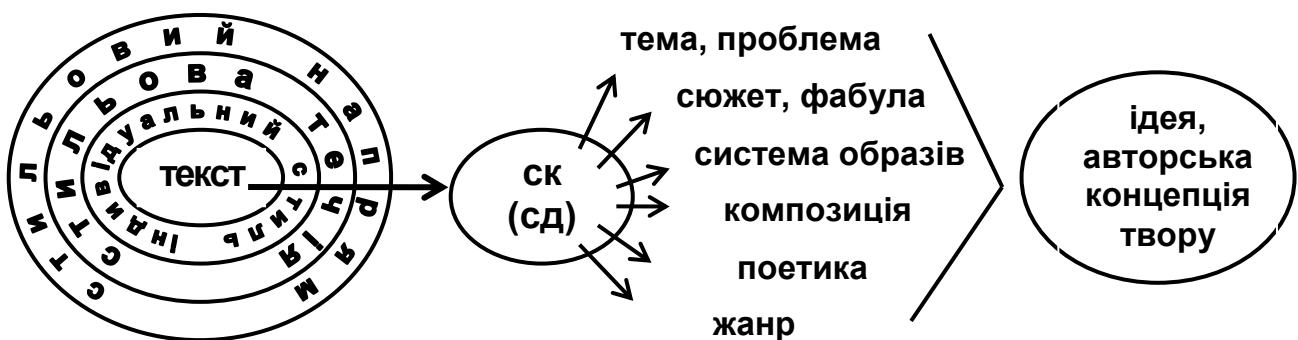 стильовий напрям
стильова течія
індивідуальний стиль
текст
ск
(сд)
тема, проблема
сюжет, фабула
система образів
композиція
поетика
жанр
ідея,
авторська
концепція
твору